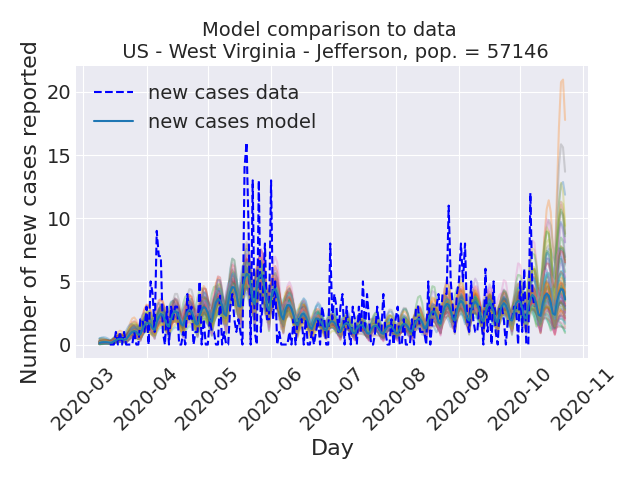 Model comparison to data
US - West Virginia - Jefferson, pop. = 57146
Number of new cases reported
20
15
10
5
0
new cases data
new cases model
2020-03
2020-04
2020-05
2020-06
2020-07
2020-08
2020-09
2020-10
2020-11
Day